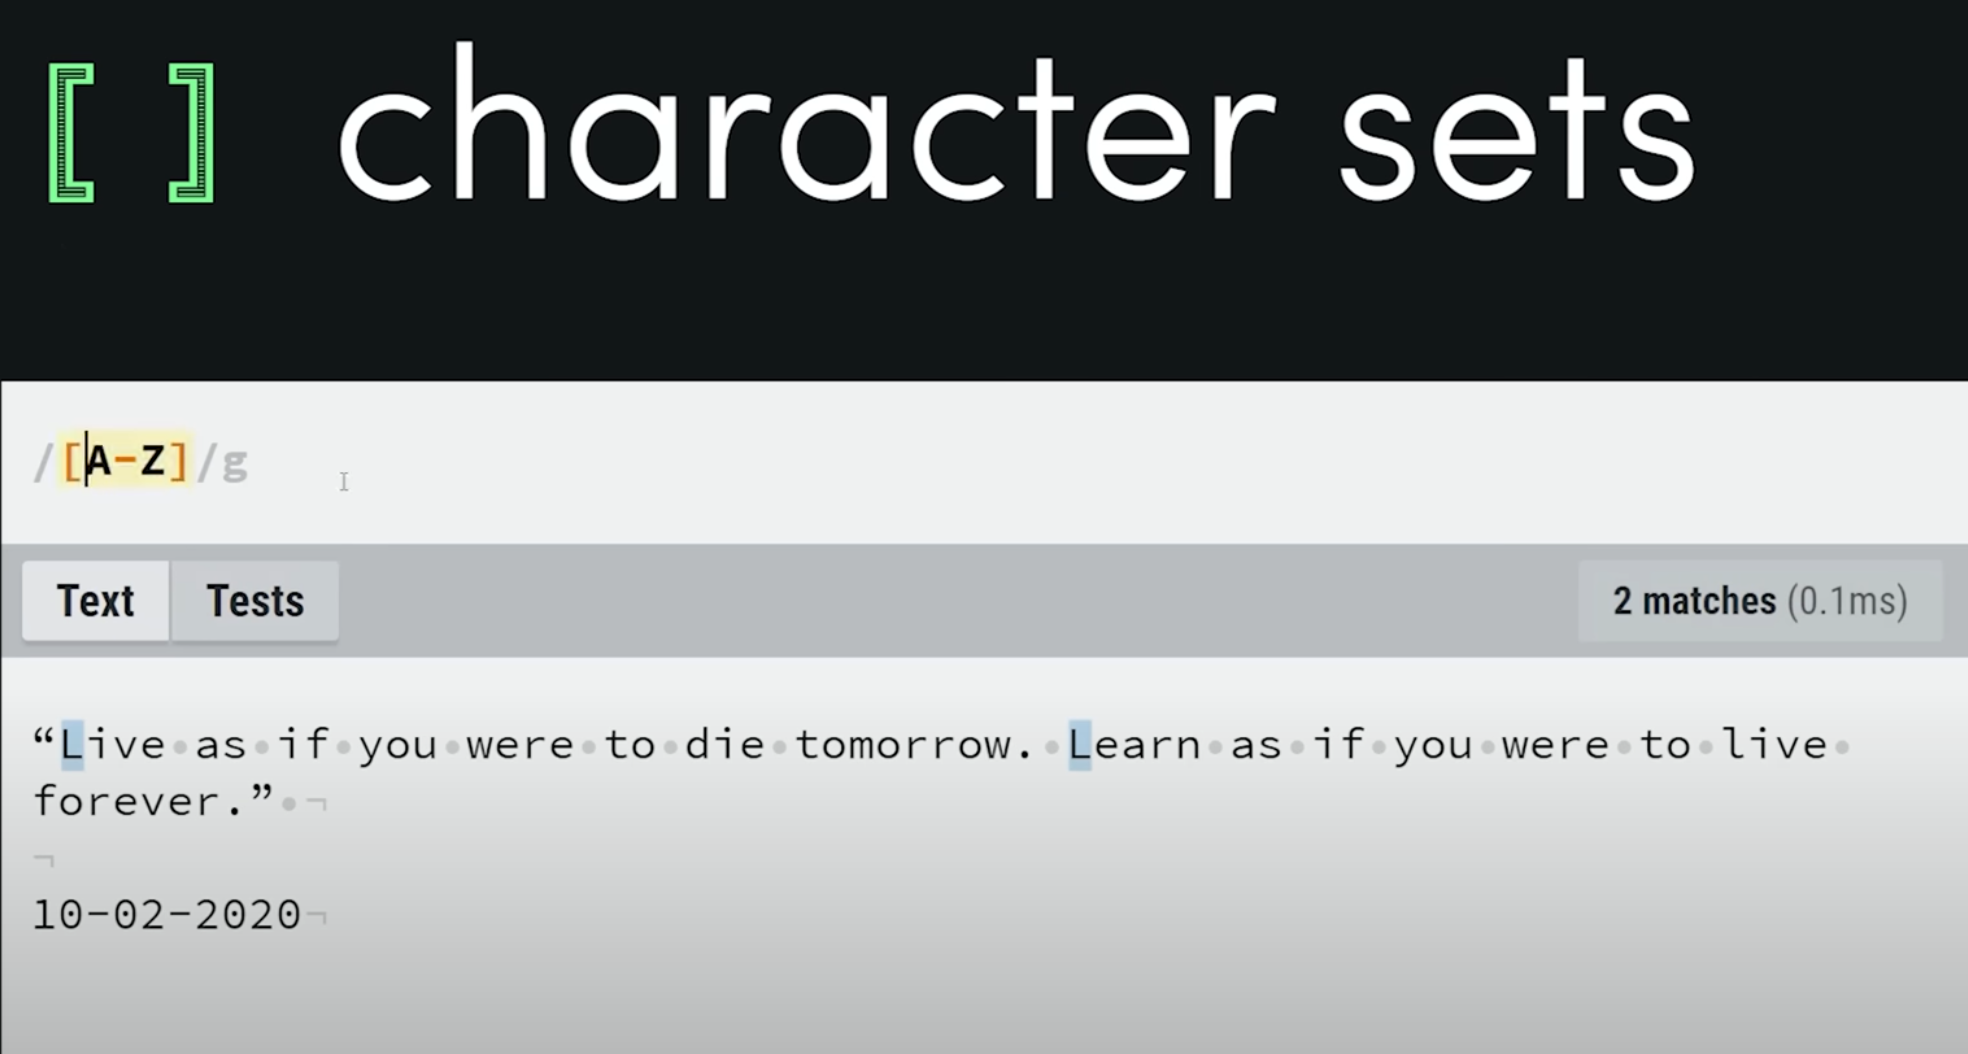 [ ] character sets
/[A-Z]/g
Text Tests 2 matches (0.1ms)
“Live as if you were to die tomorrow. Learn as if you were to live
forever.”
10-02-2020